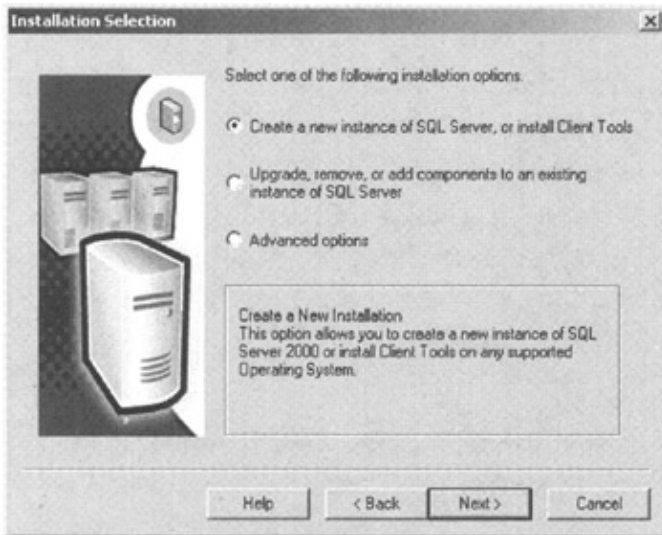 Installation Selection
Select one of the following installation options.
Create a new instance of SQL Server, or install Client Tools
Upgrade, remove, or add components to an existing
instance of SQL Server
Advanced options
Create a New Installation
This option allows you to create a new instance of SQL
Server 2000 or install Client Tools on any supported
Operating System.
Help
< Back
Next >
Cancel